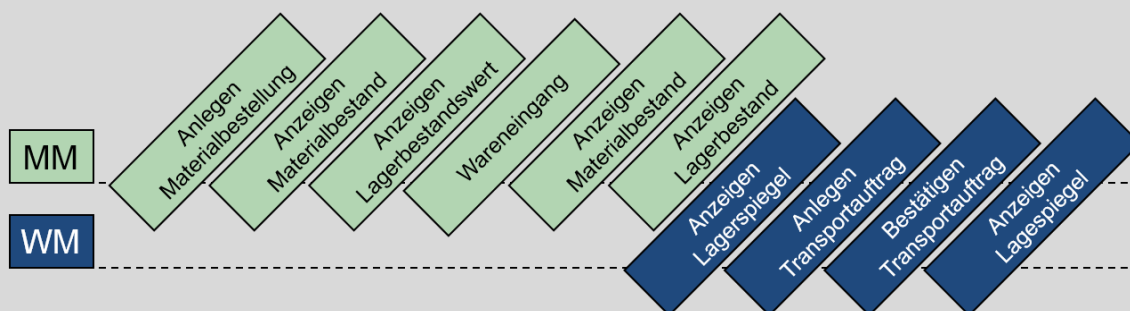 MM
Anlegen
Materialbestellung
Anzeigen
Materialbestand
Anzeigen
Lagerbestandswert
Wareneingang
Anzeigen
Materialbestand
Anzeigen
Lagerbestand
WM
Anzeigen
Lagerspiegel
Anlegen
Transportauftrag
Bestätigen
Transportauftrag
Anzeigen
Lagespiegel